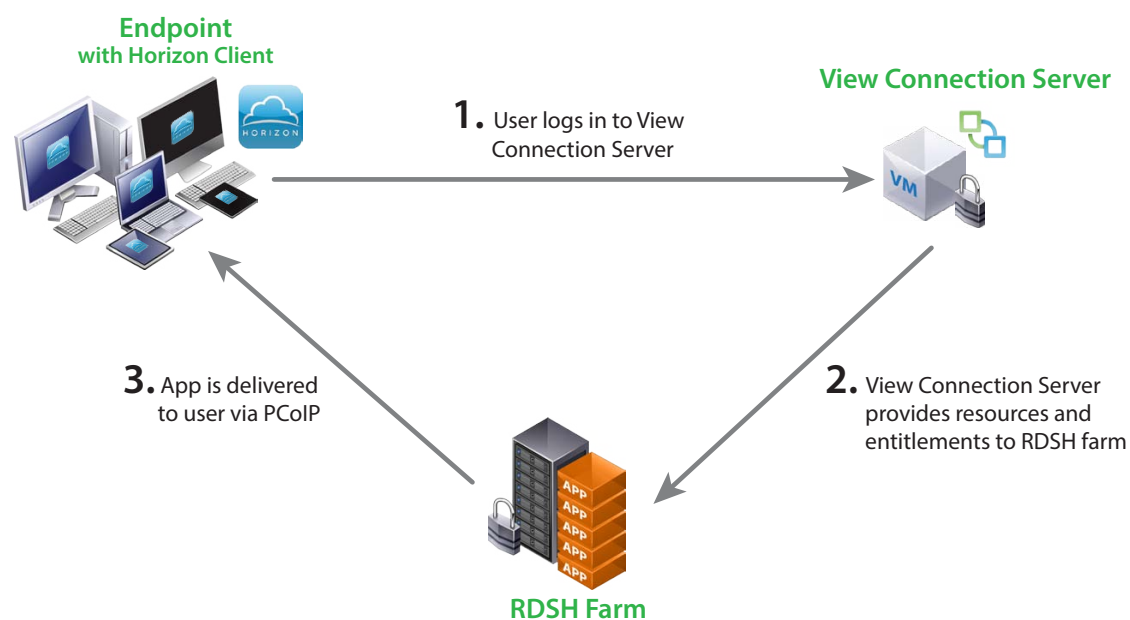 Endpoint
with Horizon Client
HORIZON
View Connection Server
1. User logs in to View
Connection Server
VM
3. App is delivered
to user via PCoIP
2. View Connection Server
provides resources and
entitlements to RDSH farm
APP
APP
APP
APP
APP
RDSH Farm